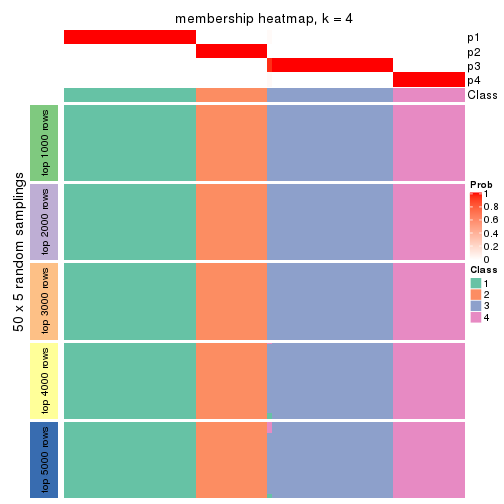 membership heatmap, k = 4
p1
p2
p3
p4
Class
50 x 5 random samplings
top 1000 rows
top 2000 rows
top 3000 rows
top 4000 rows
top 5000 rows
Prob
1
0.8
0.6
0.4
0.2
0
Class
1
2
3
4